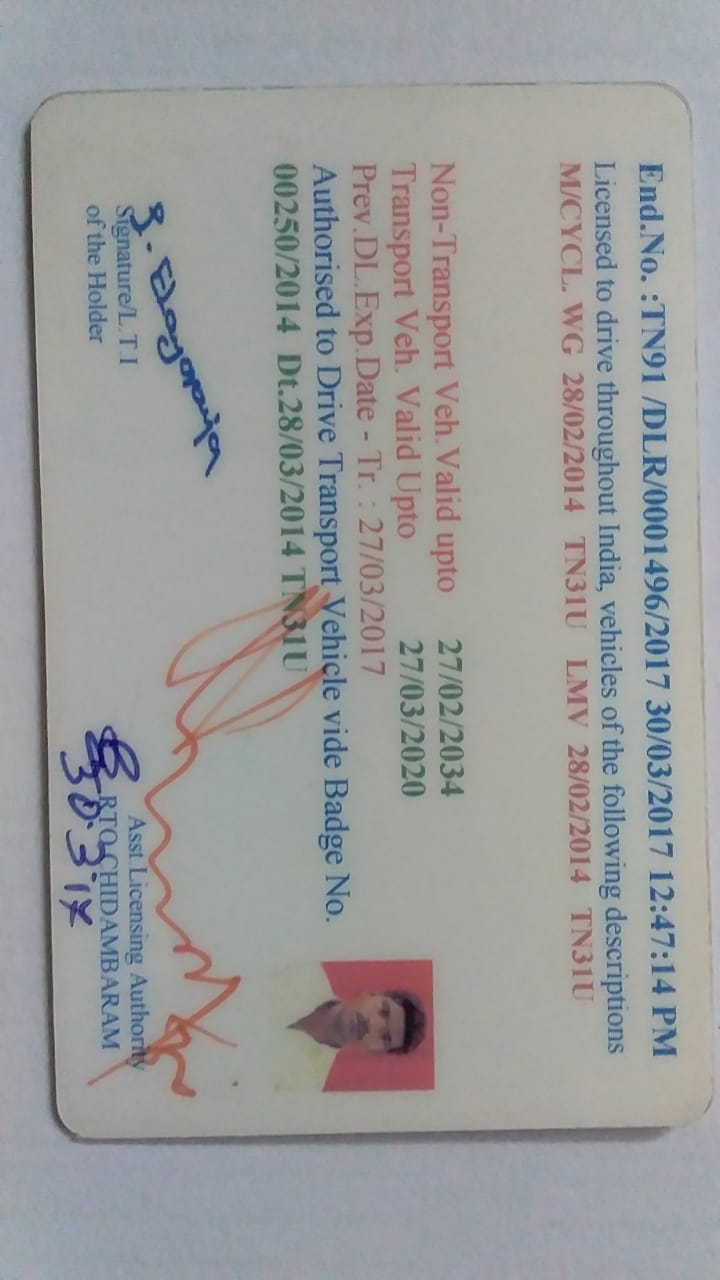 End.No. :TN91 /DLR/0001496/2017 30/03/2017 12:47:14 PM
Licensed to drive throughout India, vehicles of the following descriptions
M/CYCL. WG 28/02/2014 TN31U LMV 28/02/2014 TN31U
Non-Transport Veh. Valid upto 27/02/2034
Transport Veh. Valid Upto 27/03/2020
Prev.DL.Exp.Date - Tr. : 27/03/2017
Authorised to Drive Transport Vehicle vide Badge No.
00250/2014 Dt.28/03/2014 TN31U
Signature/L.T.I
of the Holder
Asst.Licensing Authority
RTO CHIDAMBARAM
30.3.17